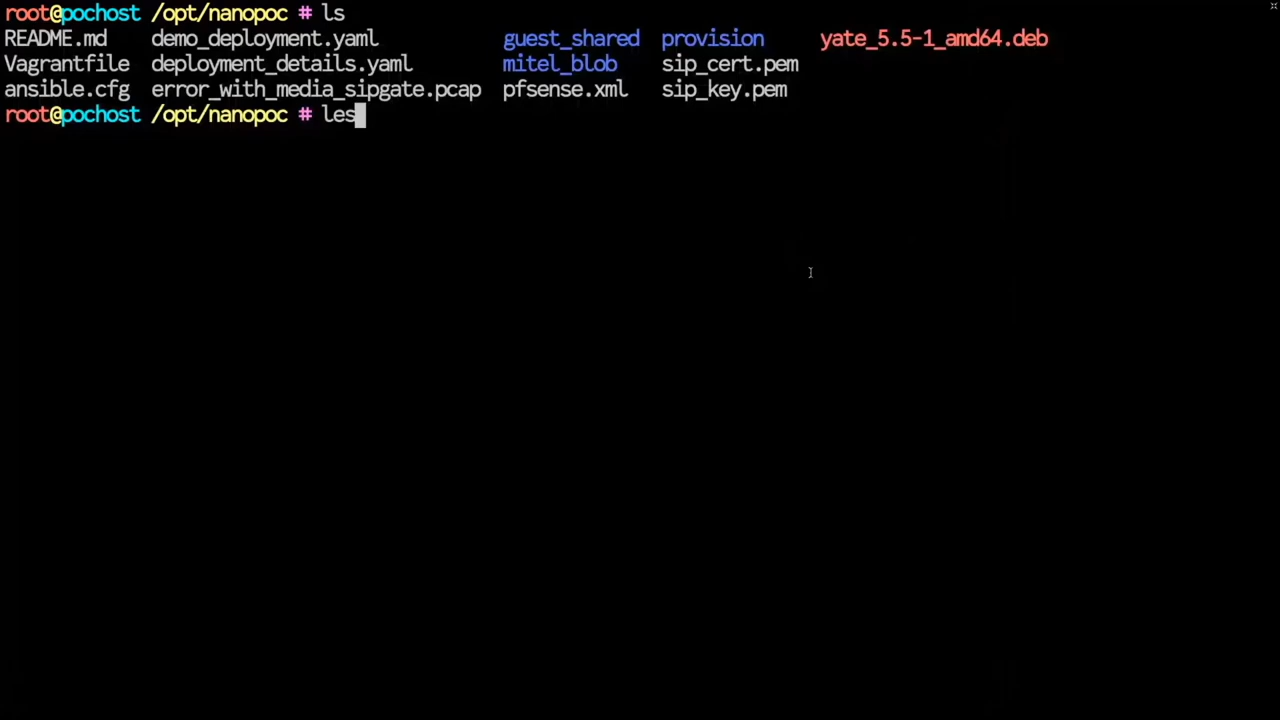 root@pochost /opt/nanopoc # ls
README.md    demo_deployment.yaml           guest_shared  provision     yate_5.5-1_amd64.deb
Vagrantfile  deployment_details.yaml        mitel_blob    sip_cert.pem
ansible.cfg  error_with_media_sipgate.pcap  pfsense.xml   sip_key.pem
root@pochost /opt/nanopoc # les